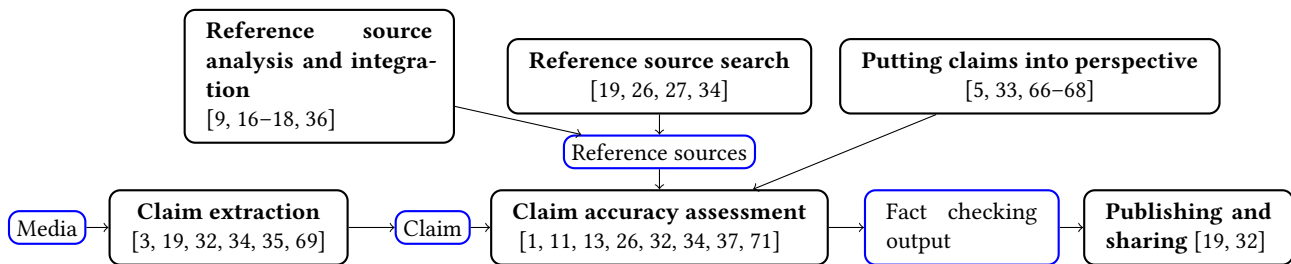 Reference source
analysis and integra-
tion
[9, 16–18, 36]
Reference source search
[19, 26, 27, 34]
Putting claims into perspective
[5, 33, 66–68]
Reference sources
Media
Claim extraction
[3, 19, 32, 34, 35, 69]
Claim
Claim accuracy assessment
[1, 11, 13, 26, 32, 34, 37, 71]
Fact checking
output
Publishing and
sharing [19, 32]